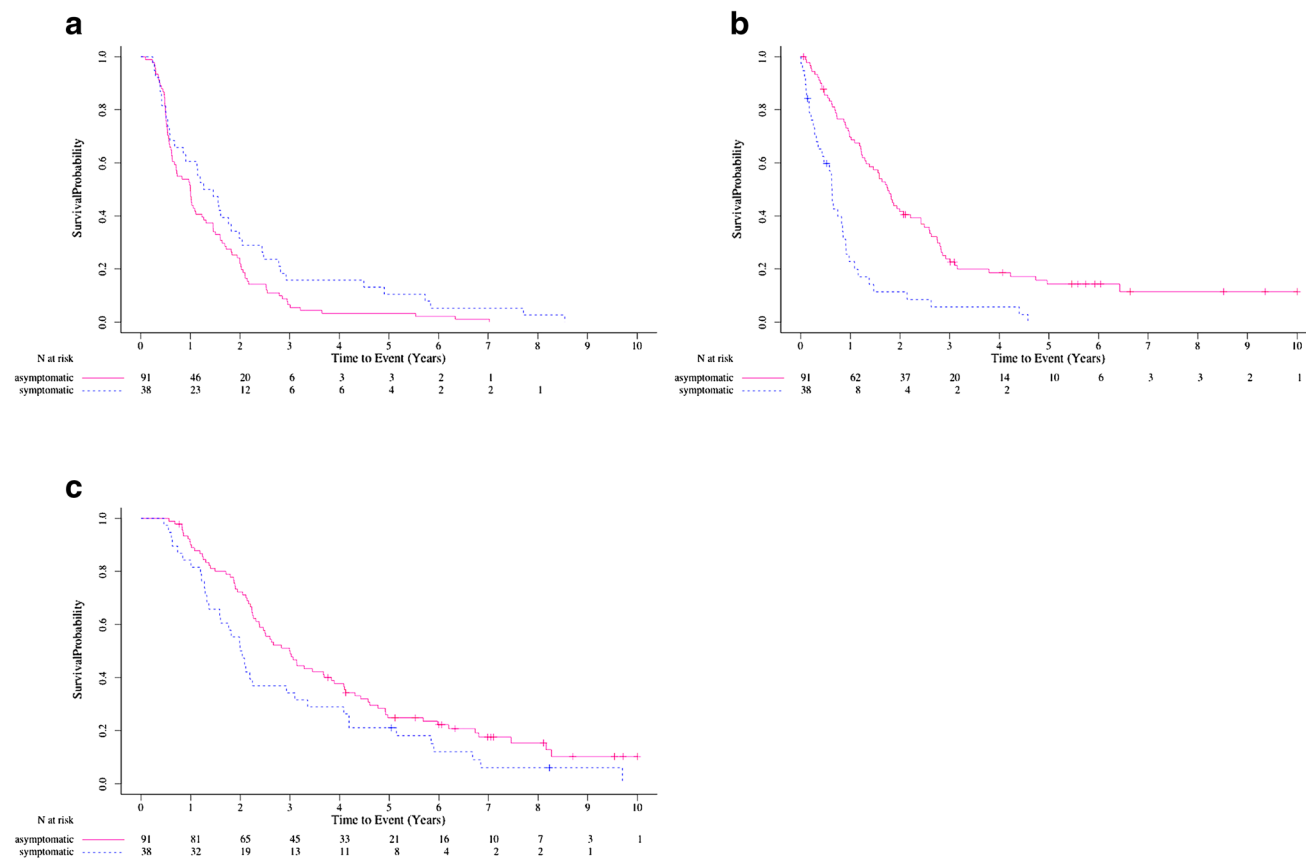 a
SurvivalProbability
1.0
0.8
0.6
0.4
0.2
0.0
0 1 2 3 4 5 6 7 8 9 10
Time to Event (Years)
N at risk
asymptomatic 91 46 20 6 3 3 2 1
symptomatic 38 23 12 6 6 4 2 2 1
b
SurvivalProbability
1.0
0.8
0.6
0.4
0.2
0.0
0 1 2 3 4 5 6 7 8 9 10
Time to Event (Years)
N at risk
asymptomatic 91 62 37 20 14 10 6 3 3 2 1
symptomatic 38 8 4 2 2
c
SurvivalProbability
1.0
0.8
0.6
0.4
0.2
0.0
0 1 2 3 4 5 6 7 8 9 10
Time to Event (Years)
N at risk
asymptomatic 91 81 65 45 33 21 16 10 7 3 1
symptomatic 38 32 19 13 11 8 4 2 2 1